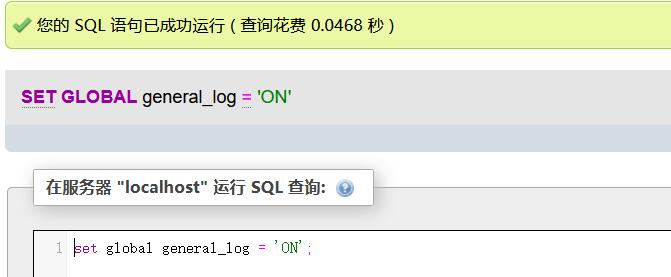 您的 SQL 语句已成功运行 ( 查询花费 0.0468 秒 )
SET GLOBAL general_log = 'ON'
在服务器 "localhost" 运行 SQL 查询:
1 set global general_log = 'ON';